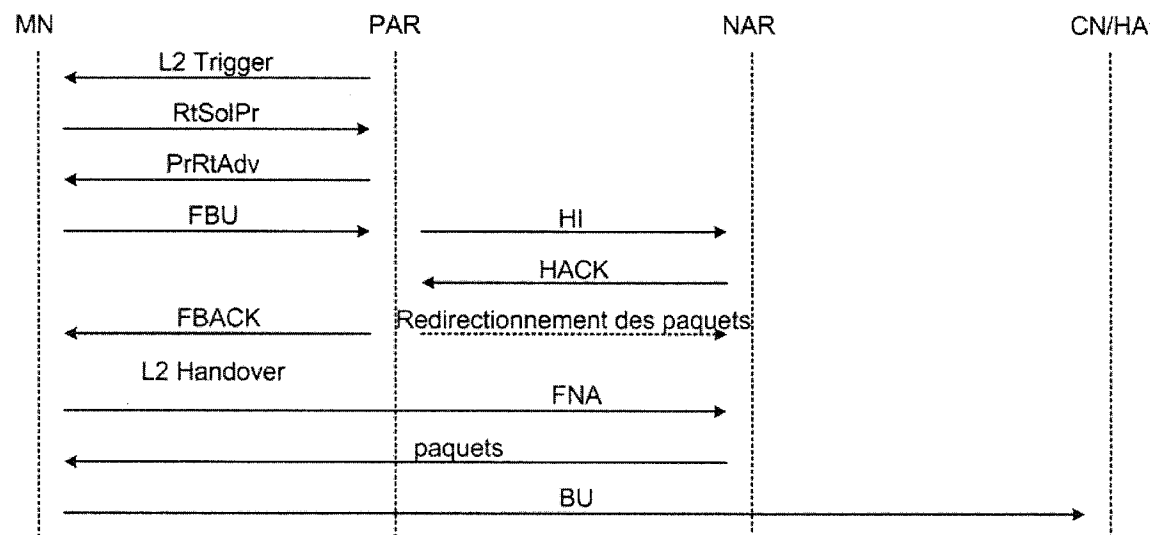 MN PAR NAR CN/HA
L2 Trigger
RtSolPr
PrRtAdv
FBU HI
HACK
FBACK Redirectionnement des paquets
L2 Handover
FNA
paquets
BU